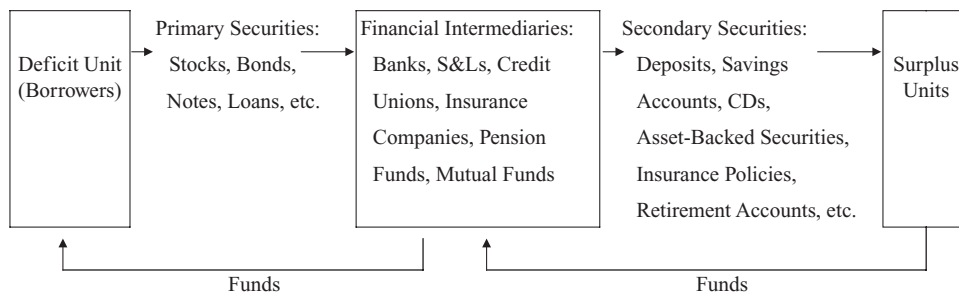 Deficit Unit
(Borrowers)
Primary Securities:
Stocks, Bonds,
Notes, Loans, etc.
Financial Intermediaries:
Banks, S&Ls, Credit
Unions, Insurance
Companies, Pension
Funds, Mutual Funds
Secondary Securities:
Deposits, Savings
Accounts, CDs,
Asset-Backed Securities,
Insurance Policies,
Retirement Accounts, etc.
Surplus
Units
Funds
Funds